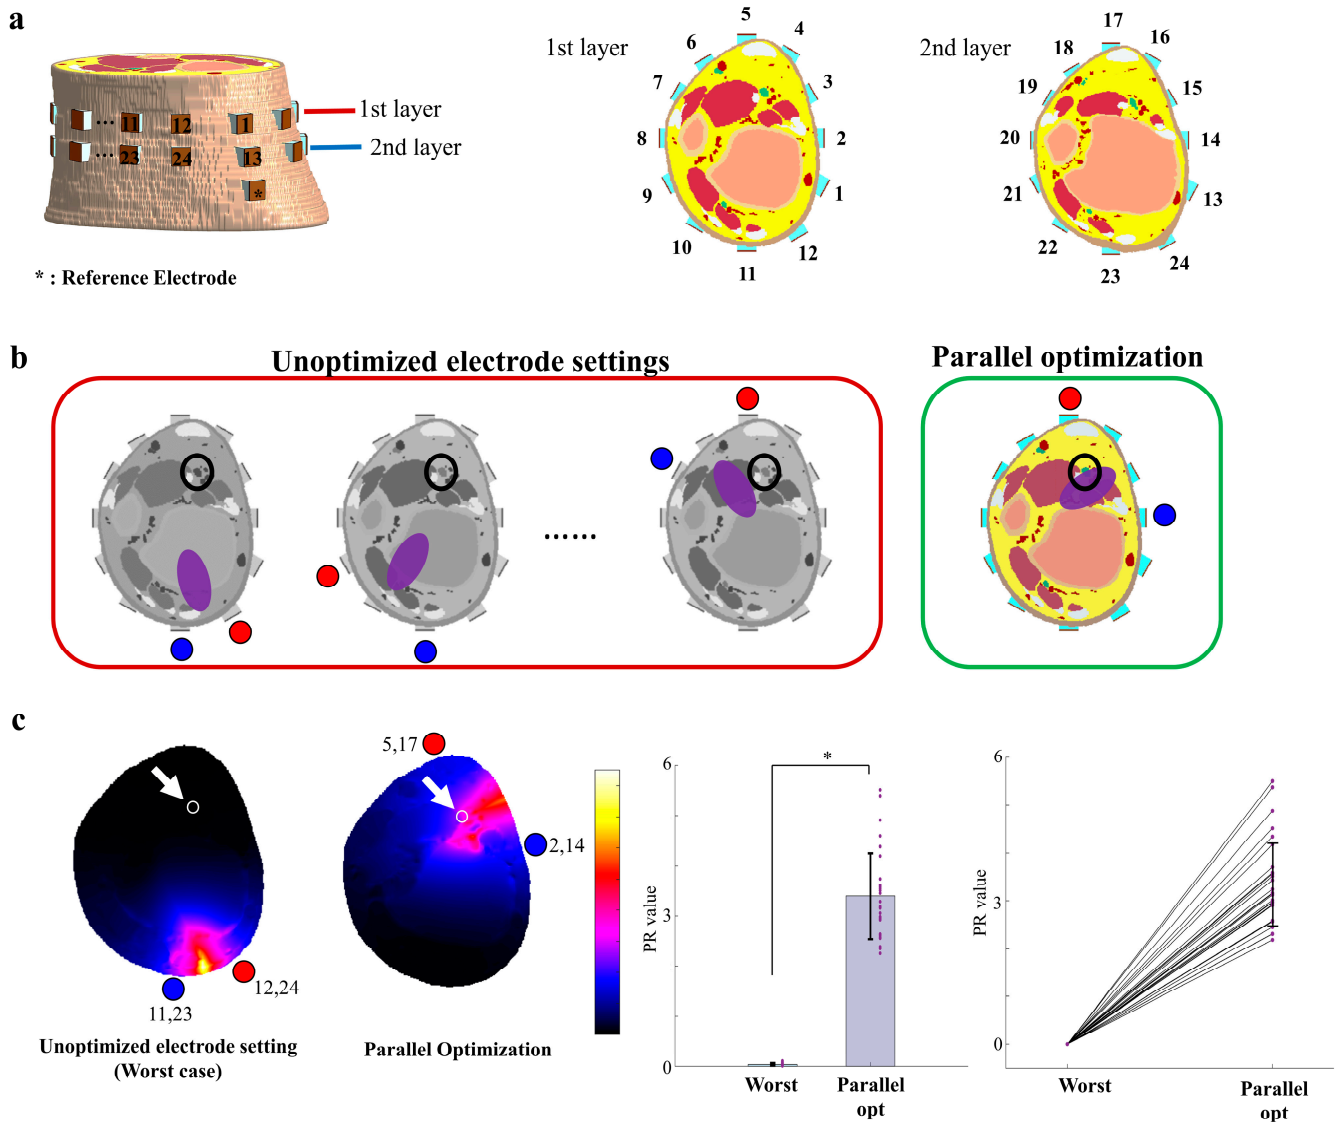 a
1st layer
2nd layer
11
12
1
23
24
13
*
* : Reference Electrode
1st layer
5
4
6
3
7
2
8
1
9
12
10
11
2nd layer
17
16
18
15
19
14
20
13
21
24
22
23
b
Unoptimized electrode settings
Parallel optimization
......
c
5,17
2,14
12,24
11,23
Unoptimized electrode setting
(Worst case)
Parallel Optimization
PR value
6
3
0
*
Worst
Parallel
opt
PR value
6
3
0
Worst
Parallel
opt